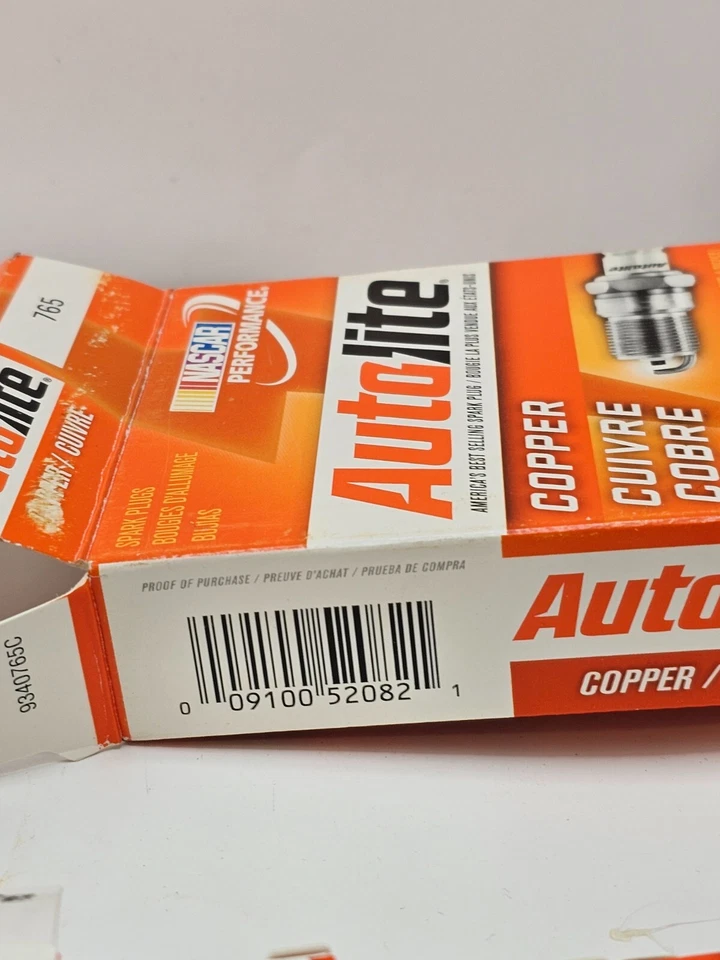 765
lite
CUIVRE
NASCAR
PERFORMANCE®
Autolite®
AMERICA'S BEST SELLING SPARK PLUG / BOUGIE LA PLUS VENDUE AUX ÉTATS-UNIS
SPARK PLUGS
BOUGIES D'ALLUMAGE
BUJÍAS
COPPER
CUIVRE
COBRE
Autolite
PROOF OF PURCHASE / PREUVE D'ACHAT / PRUEBA DE COMPRA
0 09100 52082 1
Auto
COPPER /
9340765C